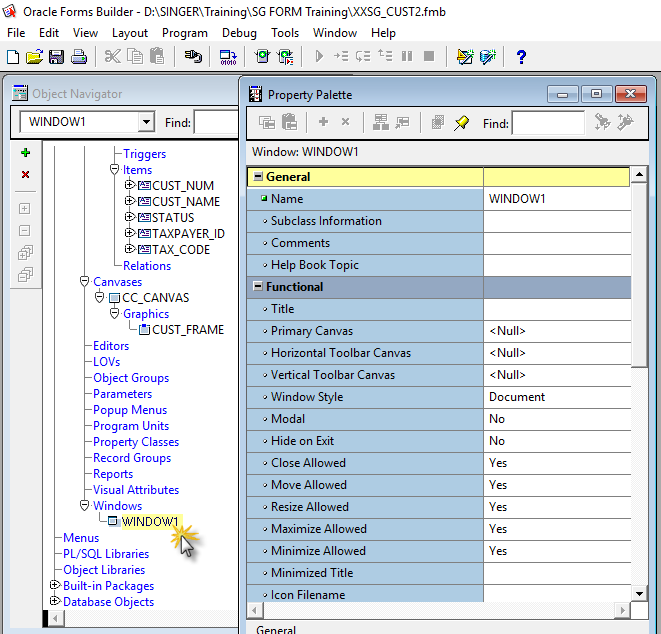 Oracle Forms Builder - D:\SINGER\Training\SG FORM Training\XXSG_CUST2.fmb
File Edit View Layout Program Debug Tools Window Help
Object Navigator
WINDOW1 Find:
Triggers
Items
CUST_NUM
CUST_NAME
STATUS
TAXPAYER_ID
TAX_CODE
Relations
Canvases
CC_CANVAS
Graphics
CUST_FRAME
Editors
LOVs
Object Groups
Parameters
Popup Menus
Program Units
Property Classes
Record Groups
Reports
Visual Attributes
Windows
WINDOW1
Menus
PL/SQL Libraries
Object Libraries
Built-in Packages
Database Objects
Property Palette
Find:
Window: WINDOW1
General
Name WINDOW1
Subclass Information
Comments
Help Book Topic
Functional
Title
Primary Canvas <Null>
Horizontal Toolbar Canvas <Null>
Vertical Toolbar Canvas <Null>
Window Style Document
Modal No
Hide on Exit No
Close Allowed Yes
Move Allowed Yes
Resize Allowed Yes
Maximize Allowed Yes
Minimize Allowed Yes
Minimized Title
Icon Filename
General